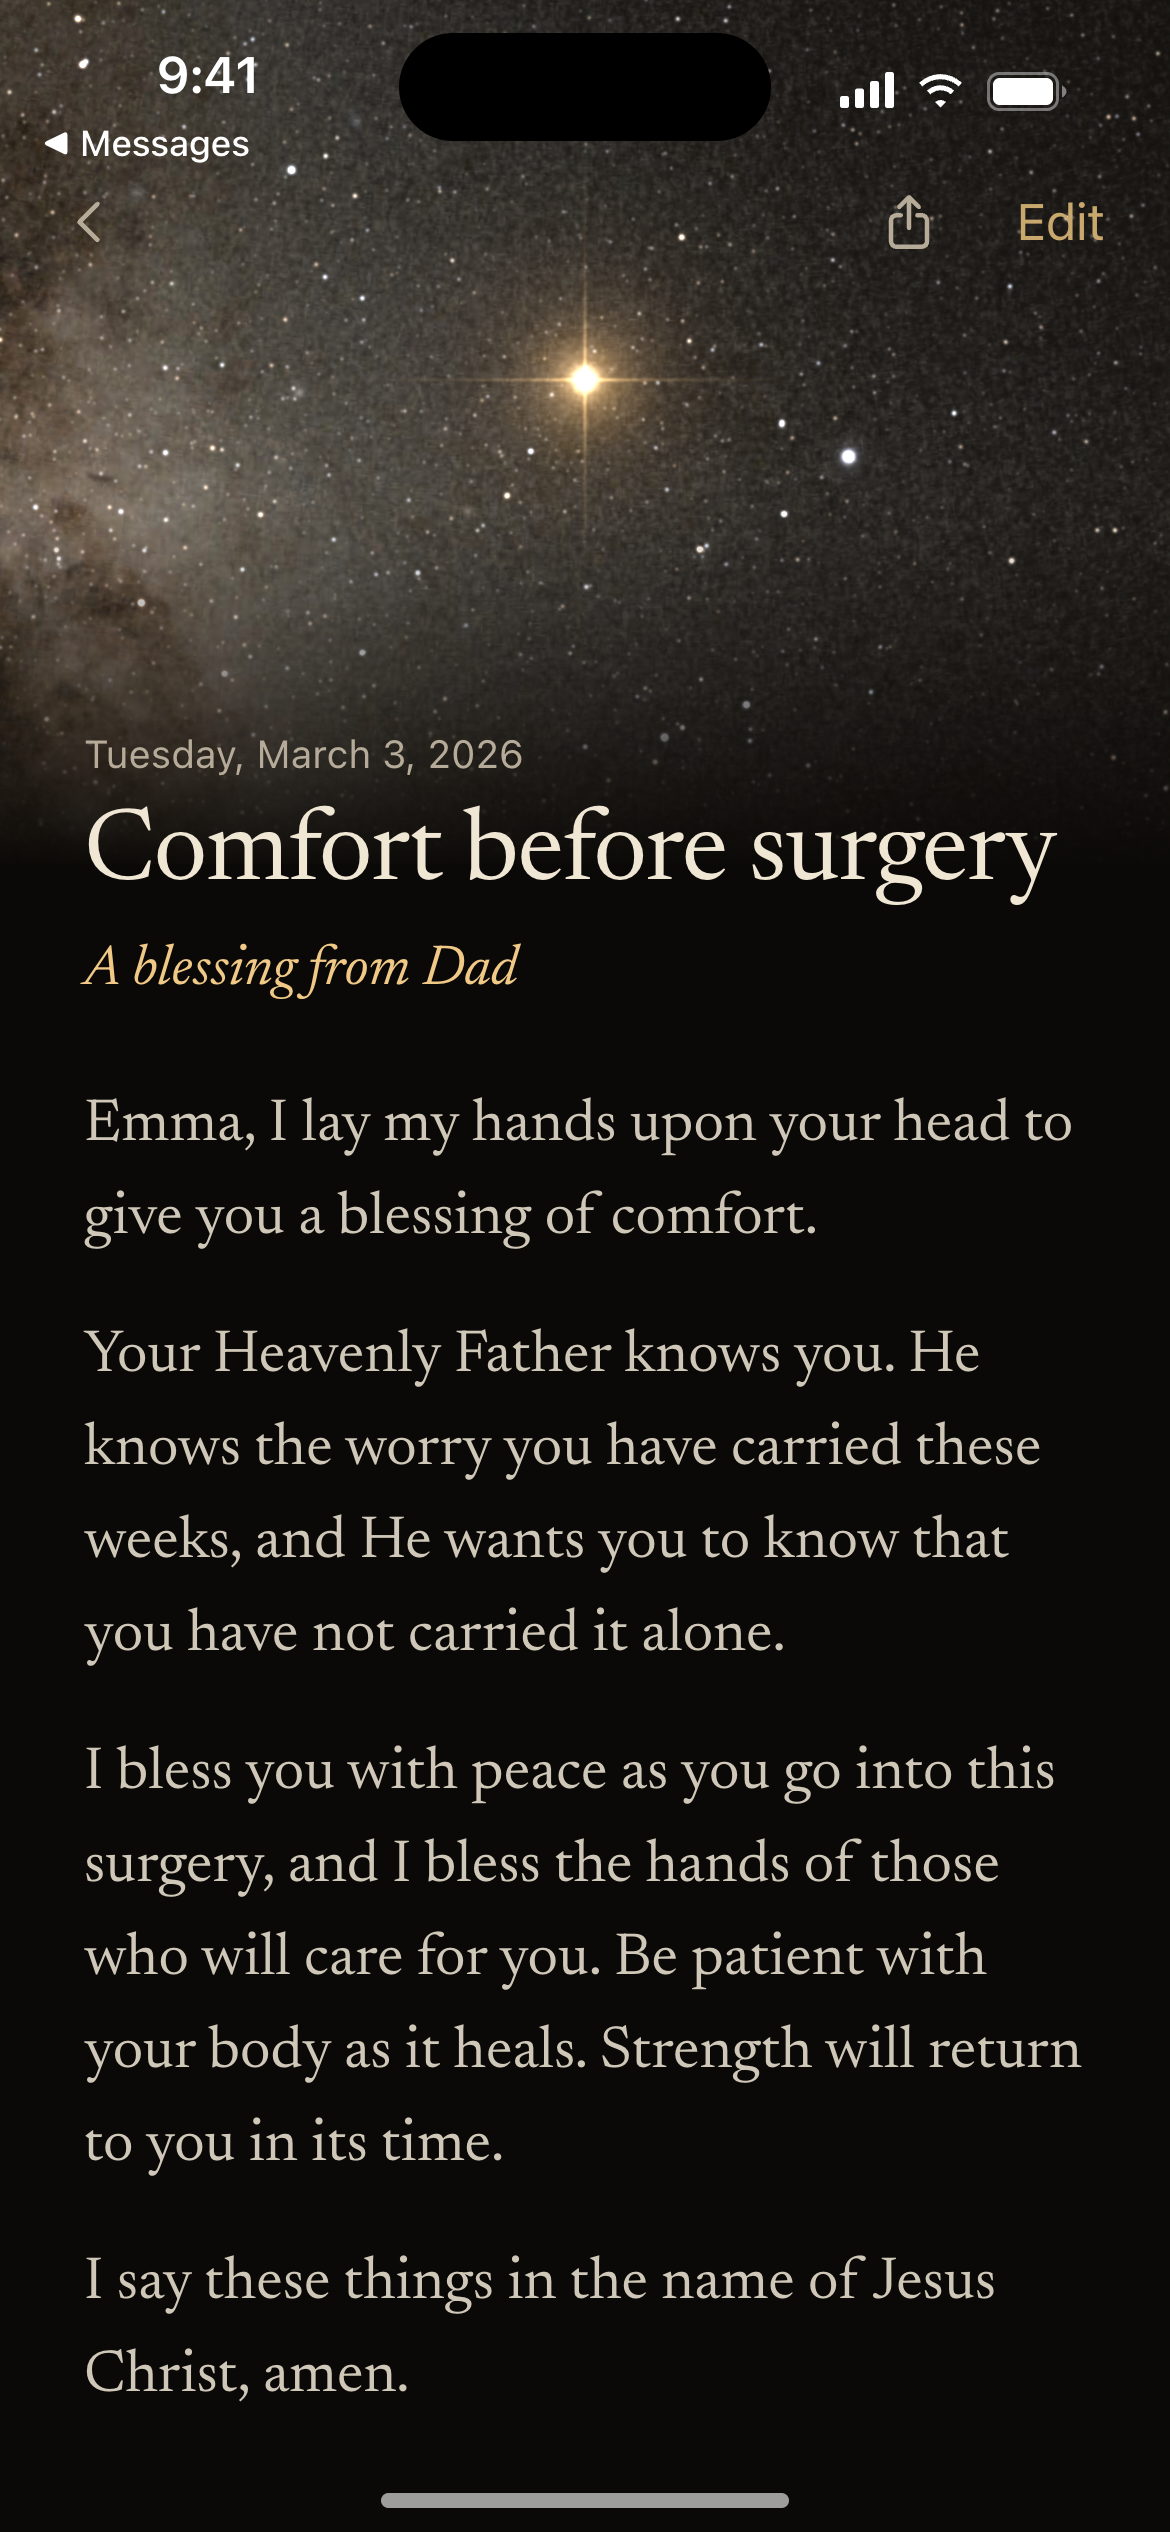 9:41
Messages
Edit
Tuesday, March 3, 2026
Comfort before surgery
A blessing from Dad
Emma, I lay my hands upon your head to
give you a blessing of comfort.
Your Heavenly Father knows you. He
knows the worry you have carried these
weeks, and He wants you to know that
you have not carried it alone.
I bless you with peace as you go into this
surgery, and I bless the hands of those
who will care for you. Be patient with
your body as it heals. Strength will return
to you in its time.
I say these things in the name of Jesus
Christ, amen.